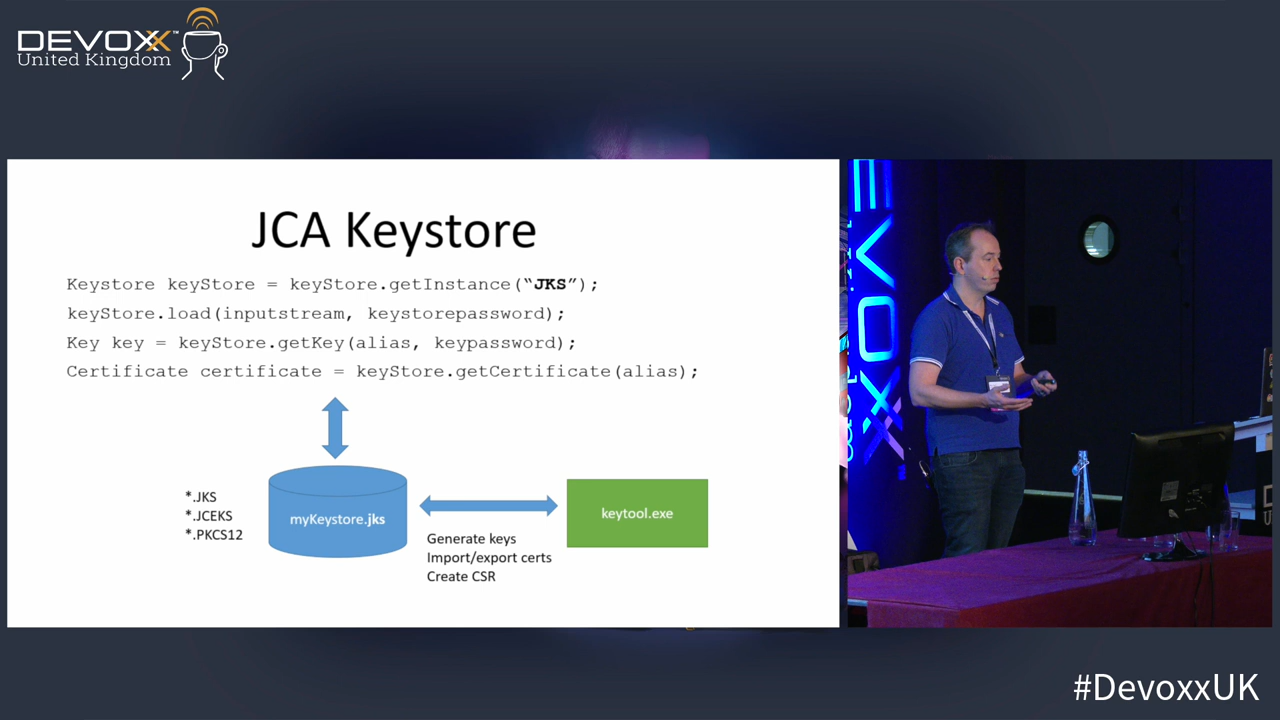 DEVOXX™
United Kingdom
JCA Keystore
Keystore keyStore = keyStore.getInstance(“JKS”);
keyStore.load(inputstream, keystorepassword);
Key key = keyStore.getKey(alias, keypassword);
Certificate certificate = keyStore.getCertificate(alias);
*.JKS
*.JCEKS
*.PKCS12
myKeystore.jks
Generate keys
Import/export certs
Create CSR
keytool.exe
EVOXX
#DevoxxUK